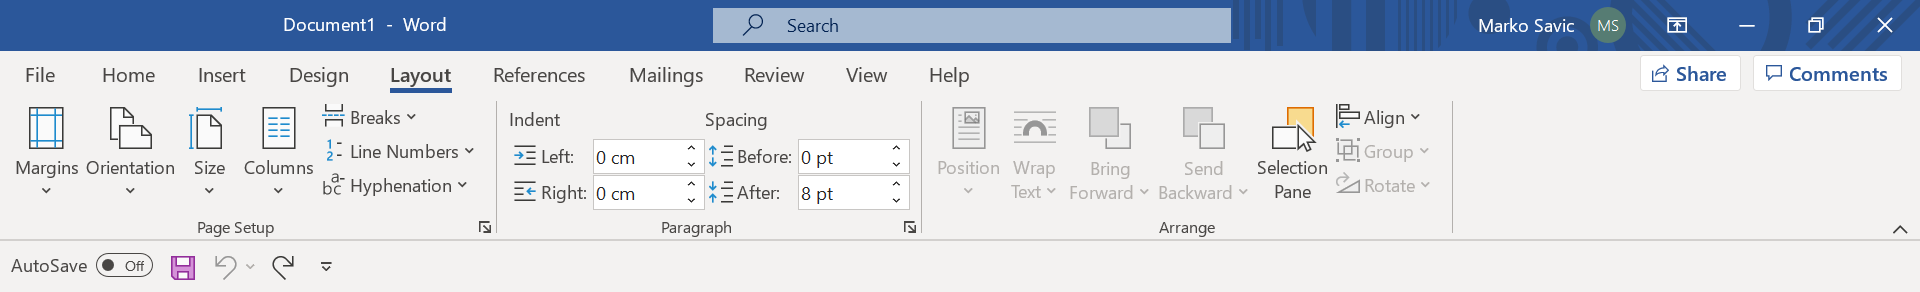 Document1 - Word
Search
Marko Savic
MS
File Home Insert Design Layout References Mailings Review View Help
Share
Comments
Margins
Orientation
Size
Columns
Breaks
Line Numbers
Hyphenation
Page Setup
Indent
Left: 0 cm
Right: 0 cm
Spacing
Before: 0 pt
After: 8 pt
Paragraph
Position
Wrap
Text
Bring
Forward
Send
Backward
Selection
Pane
Align
Group
Rotate
Arrange
AutoSave Off